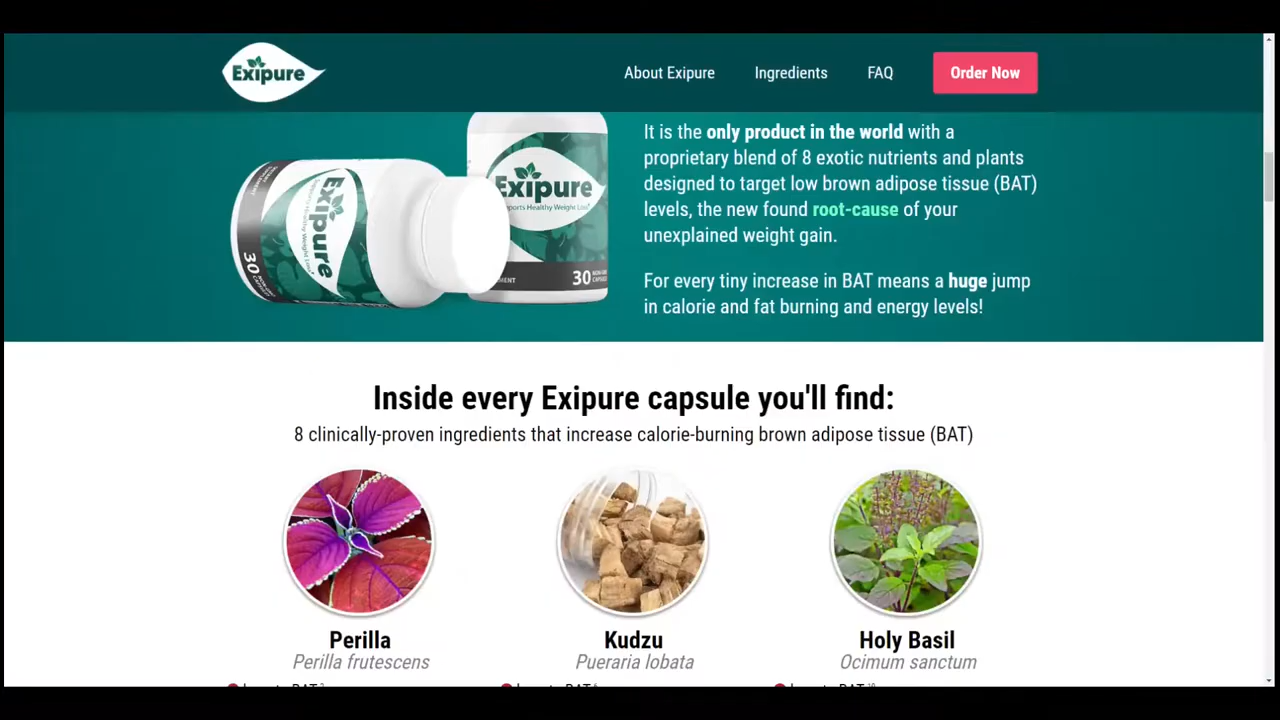 Exipure
About Exipure
Ingredients
FAQ
Order Now
Exipure
Supporting Healthy Weight Loss
30
Exipure
30
It is the only product in the world with a
proprietary blend of 8 exotic nutrients and plants
designed to target low brown adipose tissue (BAT)
levels, the new found root-cause of your
unexplained weight gain.
For every tiny increase in BAT means a huge jump
in calorie and fat burning and energy levels!
Inside every Exipure capsule you'll find:
8 clinically-proven ingredients that increase calorie-burning brown adipose tissue (BAT)
Perilla
Perilla frutescens
Kudzu
Pueraria lobata
Holy Basil
Ocimum sanctum